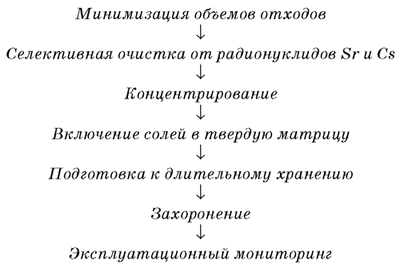 Минимизация объемов отходов
↓
Селективная очистка от радионуклидов Sr и Cs
↓
Концентрирование
↓
Включение солей в твердую матрицу
↓
Подготовка к длительному хранению
↓
Захоронение
↓
Эксплуатационный мониторинг